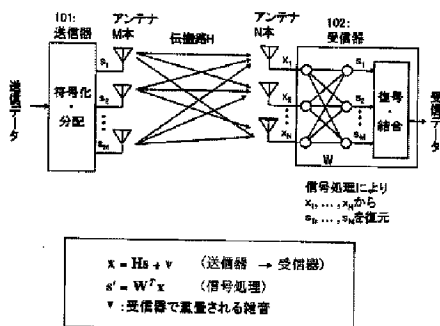 101:
送信器
アンテナ
M本
伝搬路H
アンテナ
N本
102:
受信器
送信データ
符号化
・
分配
s1
s2
sM
x1
x2
xN
s1
s2
sM
復号
・
結合
受信データ
W
信号処理により
x1, ... , xNから
s1, ... , sMを復元
x = Hs + v （送信器 → 受信器）
s' = W^T x （信号処理）
v : 受信器で重畳される雑音